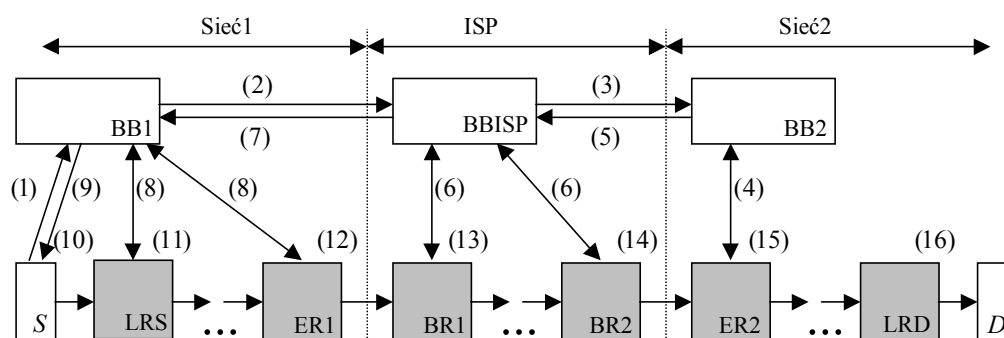 Sieć1 ISP Sieć2
(2) (3)
BB1 BBISP BB2
(7) (5)
(1) (9) (8) (8) (6) (6) (4)
(10) (11) (12) (13) (14) (15) (16)
S LRS ... ER1 BR1 ... BR2 ER2 ... LRD D